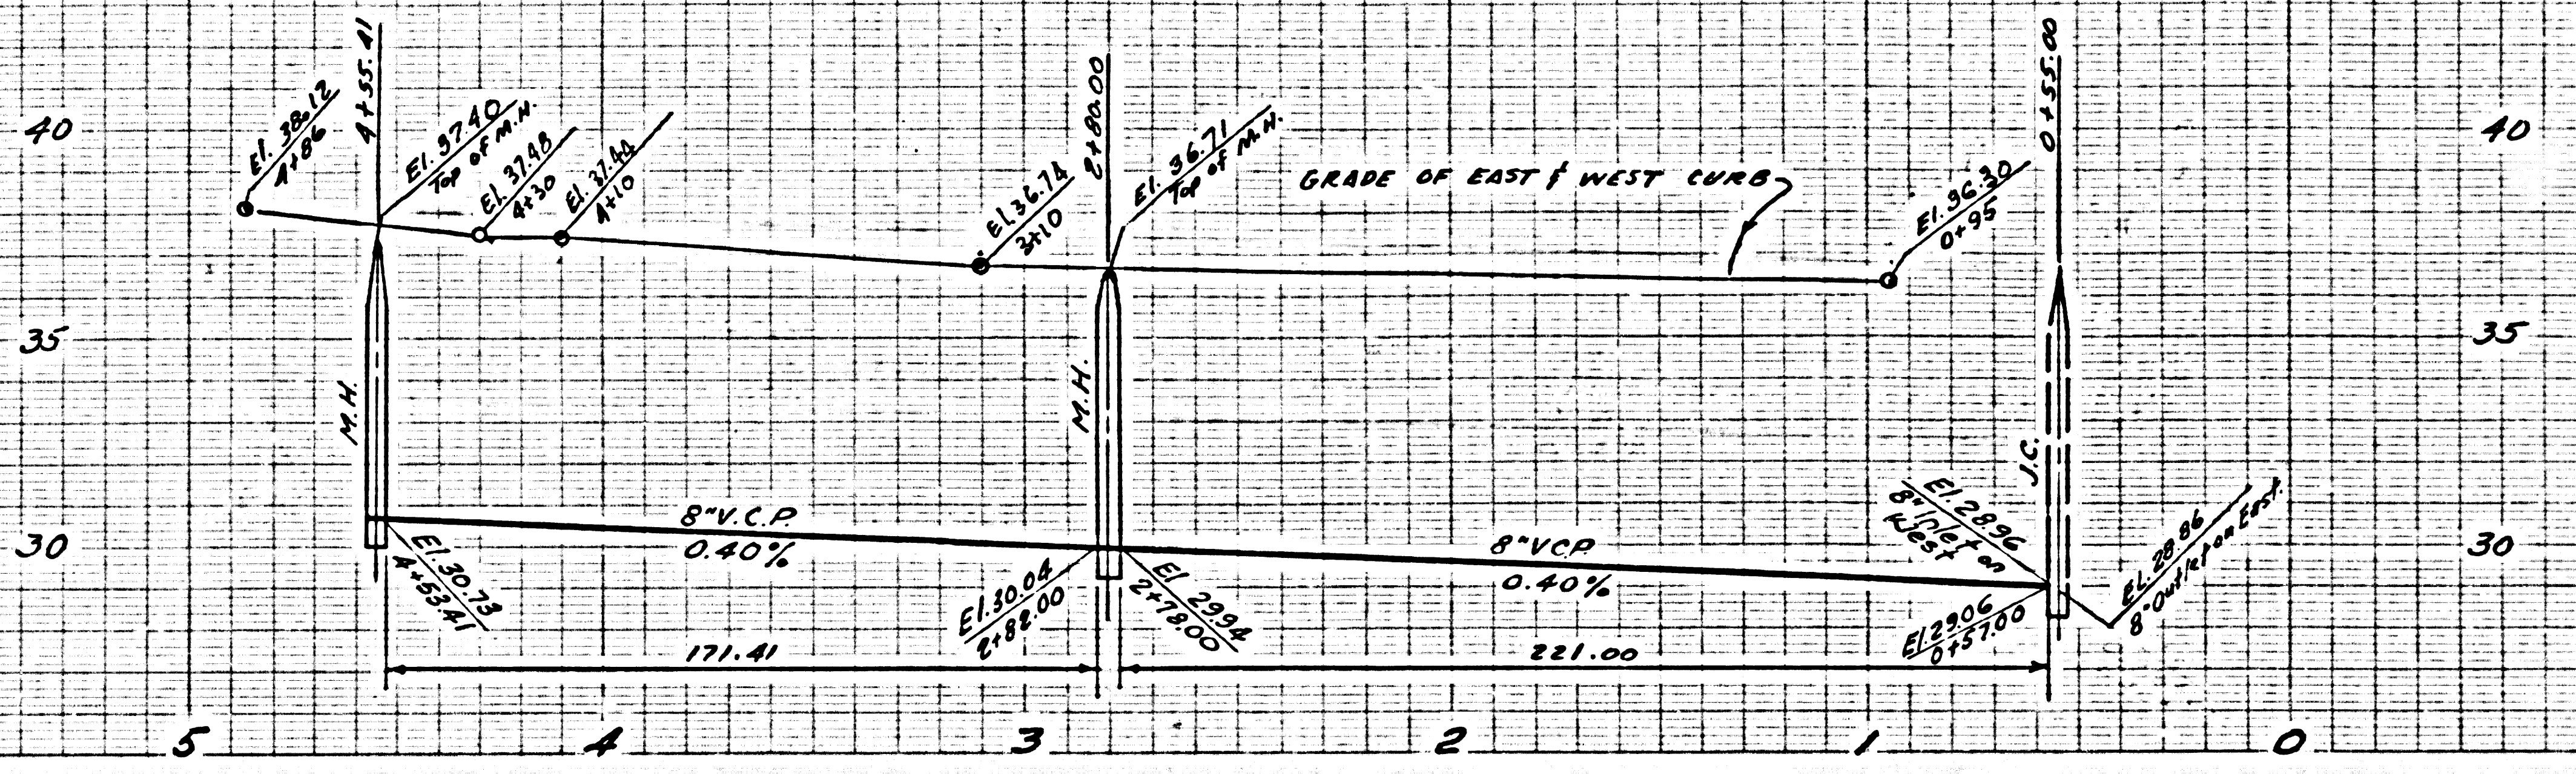 4+55.41
2+80.00
0+55.00
40
El. 38.12
4+86
El. 37.40
Top of M.H.
El. 37.48
4+30
El. 37.44
4+10
El. 36.74
3+10
El. 36.71
Top of M.H.
GRADE OF EAST & WEST CURB
El. 36.30
0+95
40
35
M.H.
M.H.
J.C.
35
30
8"V.C.P.
0.40%
El. 30.73
4+53.41
El. 30.04
2+82.00
El 29.94
2+78.00
8"V.C.P.
0.40%
El. 28.96
8" Inlet on
West
El. 29.06
0+57.00
El. 28.86
8" Outlet on East.
30
171.41
221.00
5
4
3
2
1
0